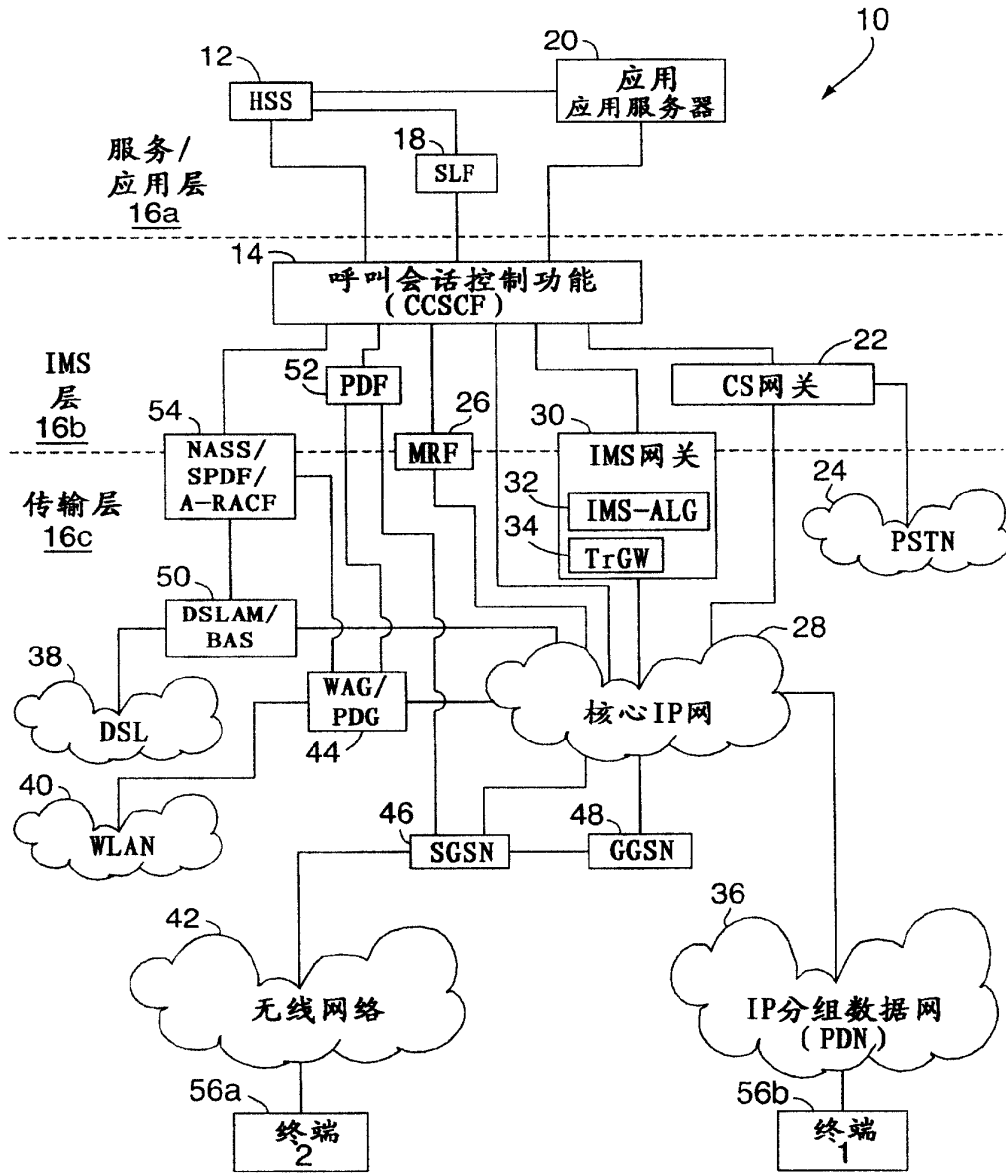 10
12
20
HSS
应用
应用服务器
18
SLF
服务/
应用层
16a
14
呼叫会话控制功能
(CCSCF)
22
CS网关
IMS
层
16b
52
PDF
54
26
30
NASS/
SPDF/
A-RACF
MRF
IMS网关
32
IMS-ALG
34
TrGW
24
PSTN
传输层
16c
50
DSLAM/
BAS
28
核心IP网
38
DSL
WAG/
PDG
44
40
WLAN
46
SGSN
48
GGSN
42
无线网络
36
IP分组数据网
(PDN)
56a
终端
2
56b
终端
1